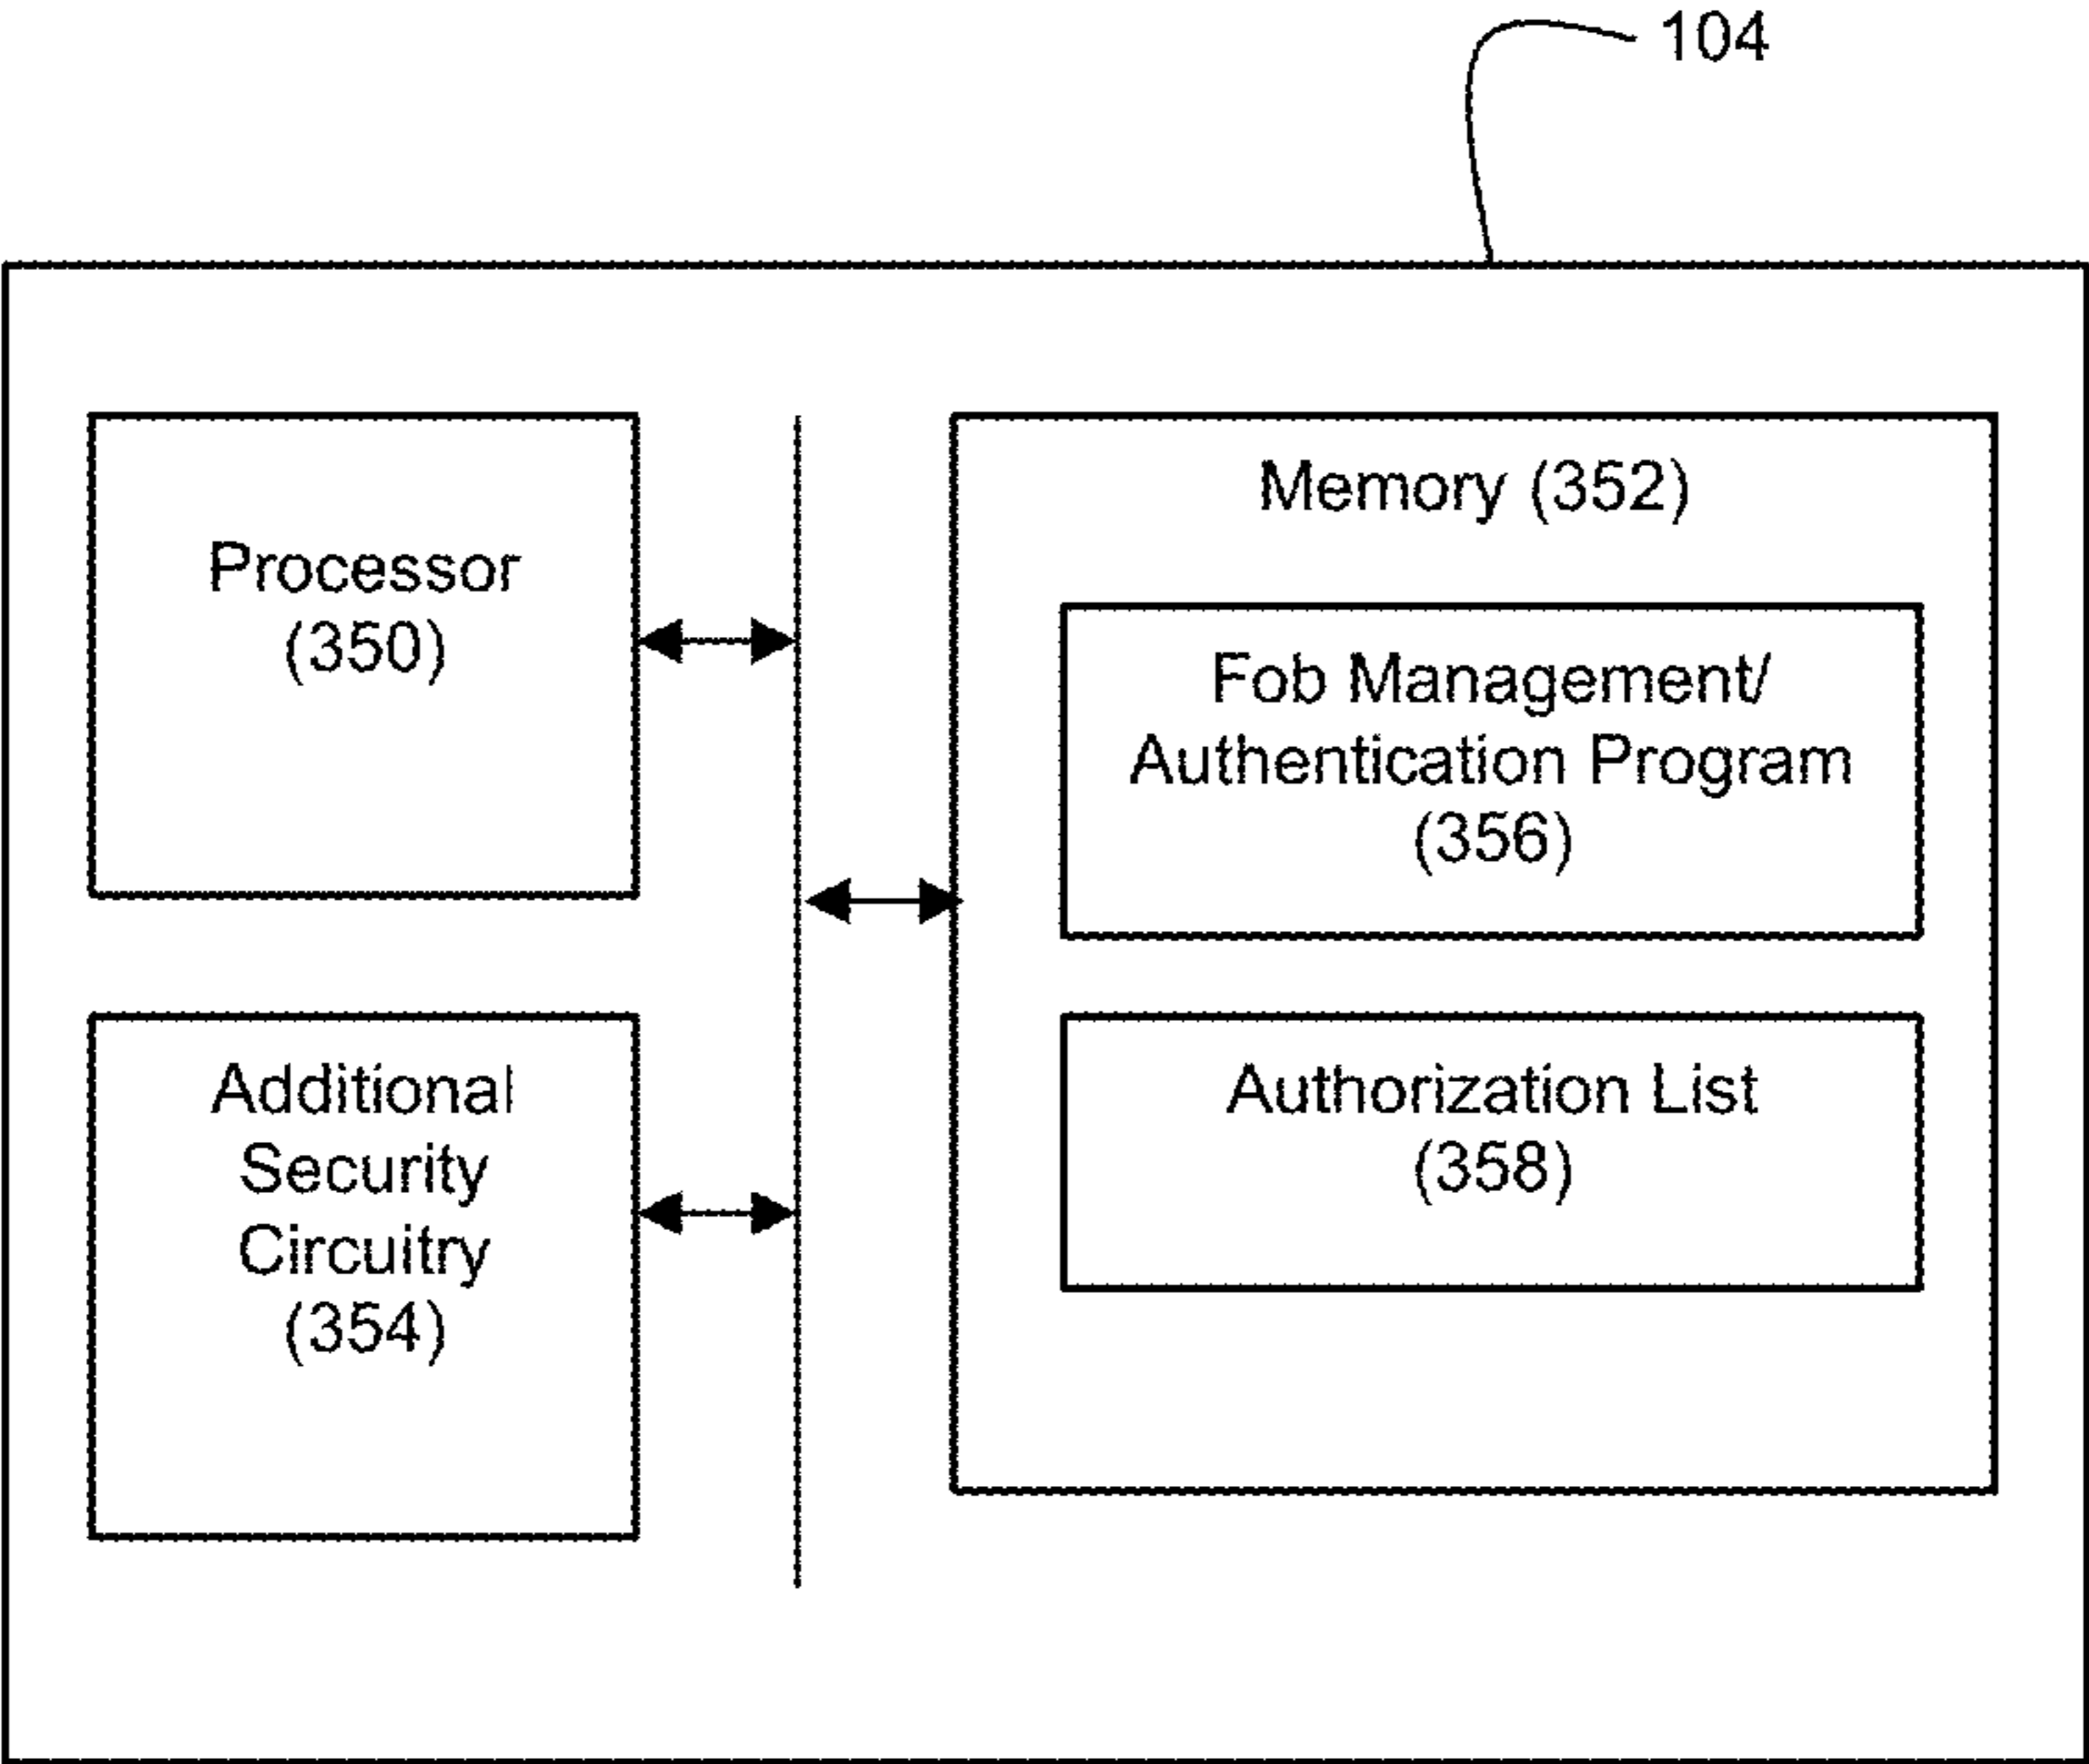 104
Processor
(350)
Additional
Security
Circuitry
(354)
Memory (352)
Fob Management/
Authentication Program
(356)
Authorization List
(358)